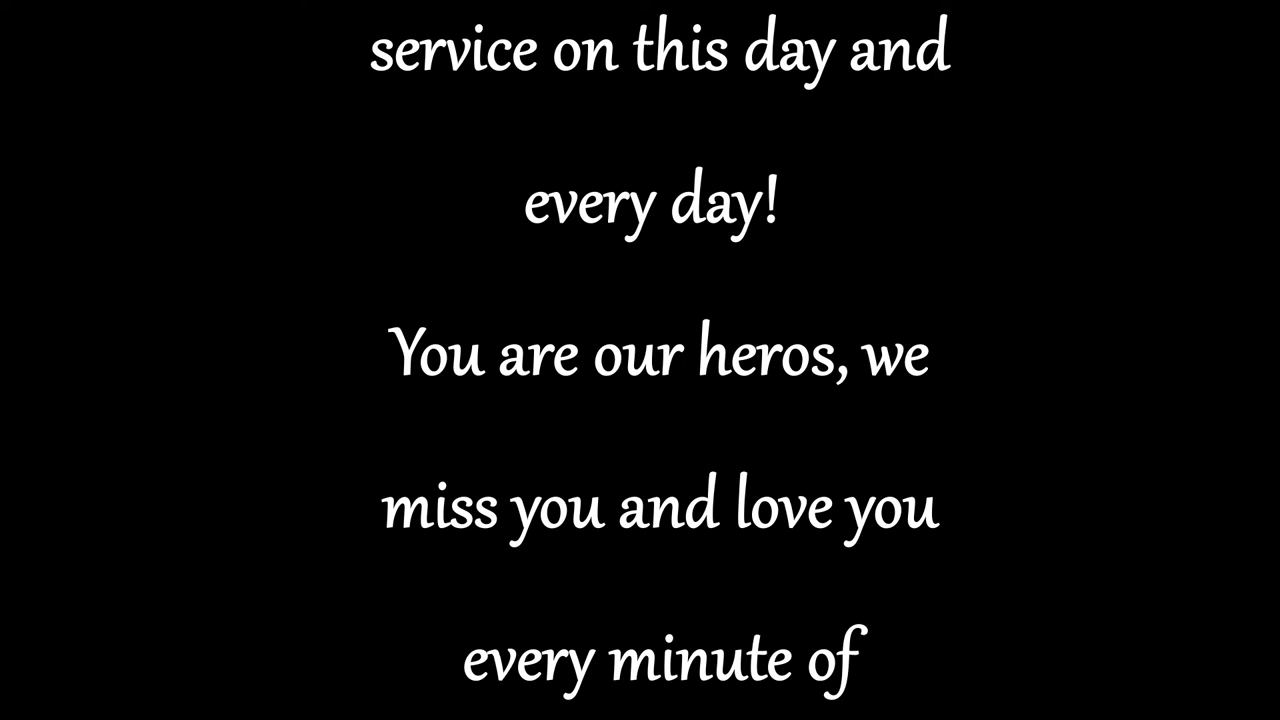 service on this day and
every day!
You are our heros, we
miss you and love you
every minute of